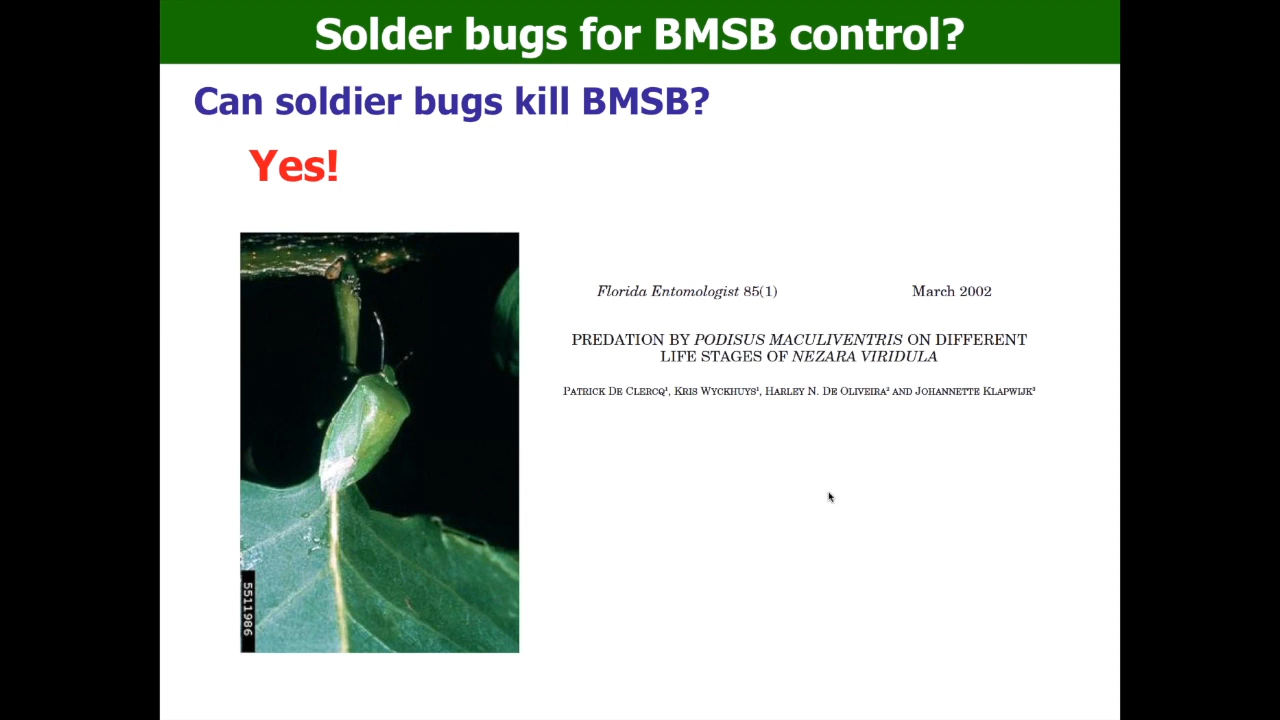 Solder bugs for BMSB control?
Can soldier bugs kill BMSB?
Yes!
Florida Entomologist 85(1) March 2002
PREDATION BY PODISUS MACULIVENTRIS ON DIFFERENT
LIFE STAGES OF NEZARA VIRIDULA
PATRICK DE CLERCQ¹, KRIS WYCKHUYS¹, HARLEY N. DE OLIVEIRA² AND JOHANNETTE KLAPWIJK³
5511986